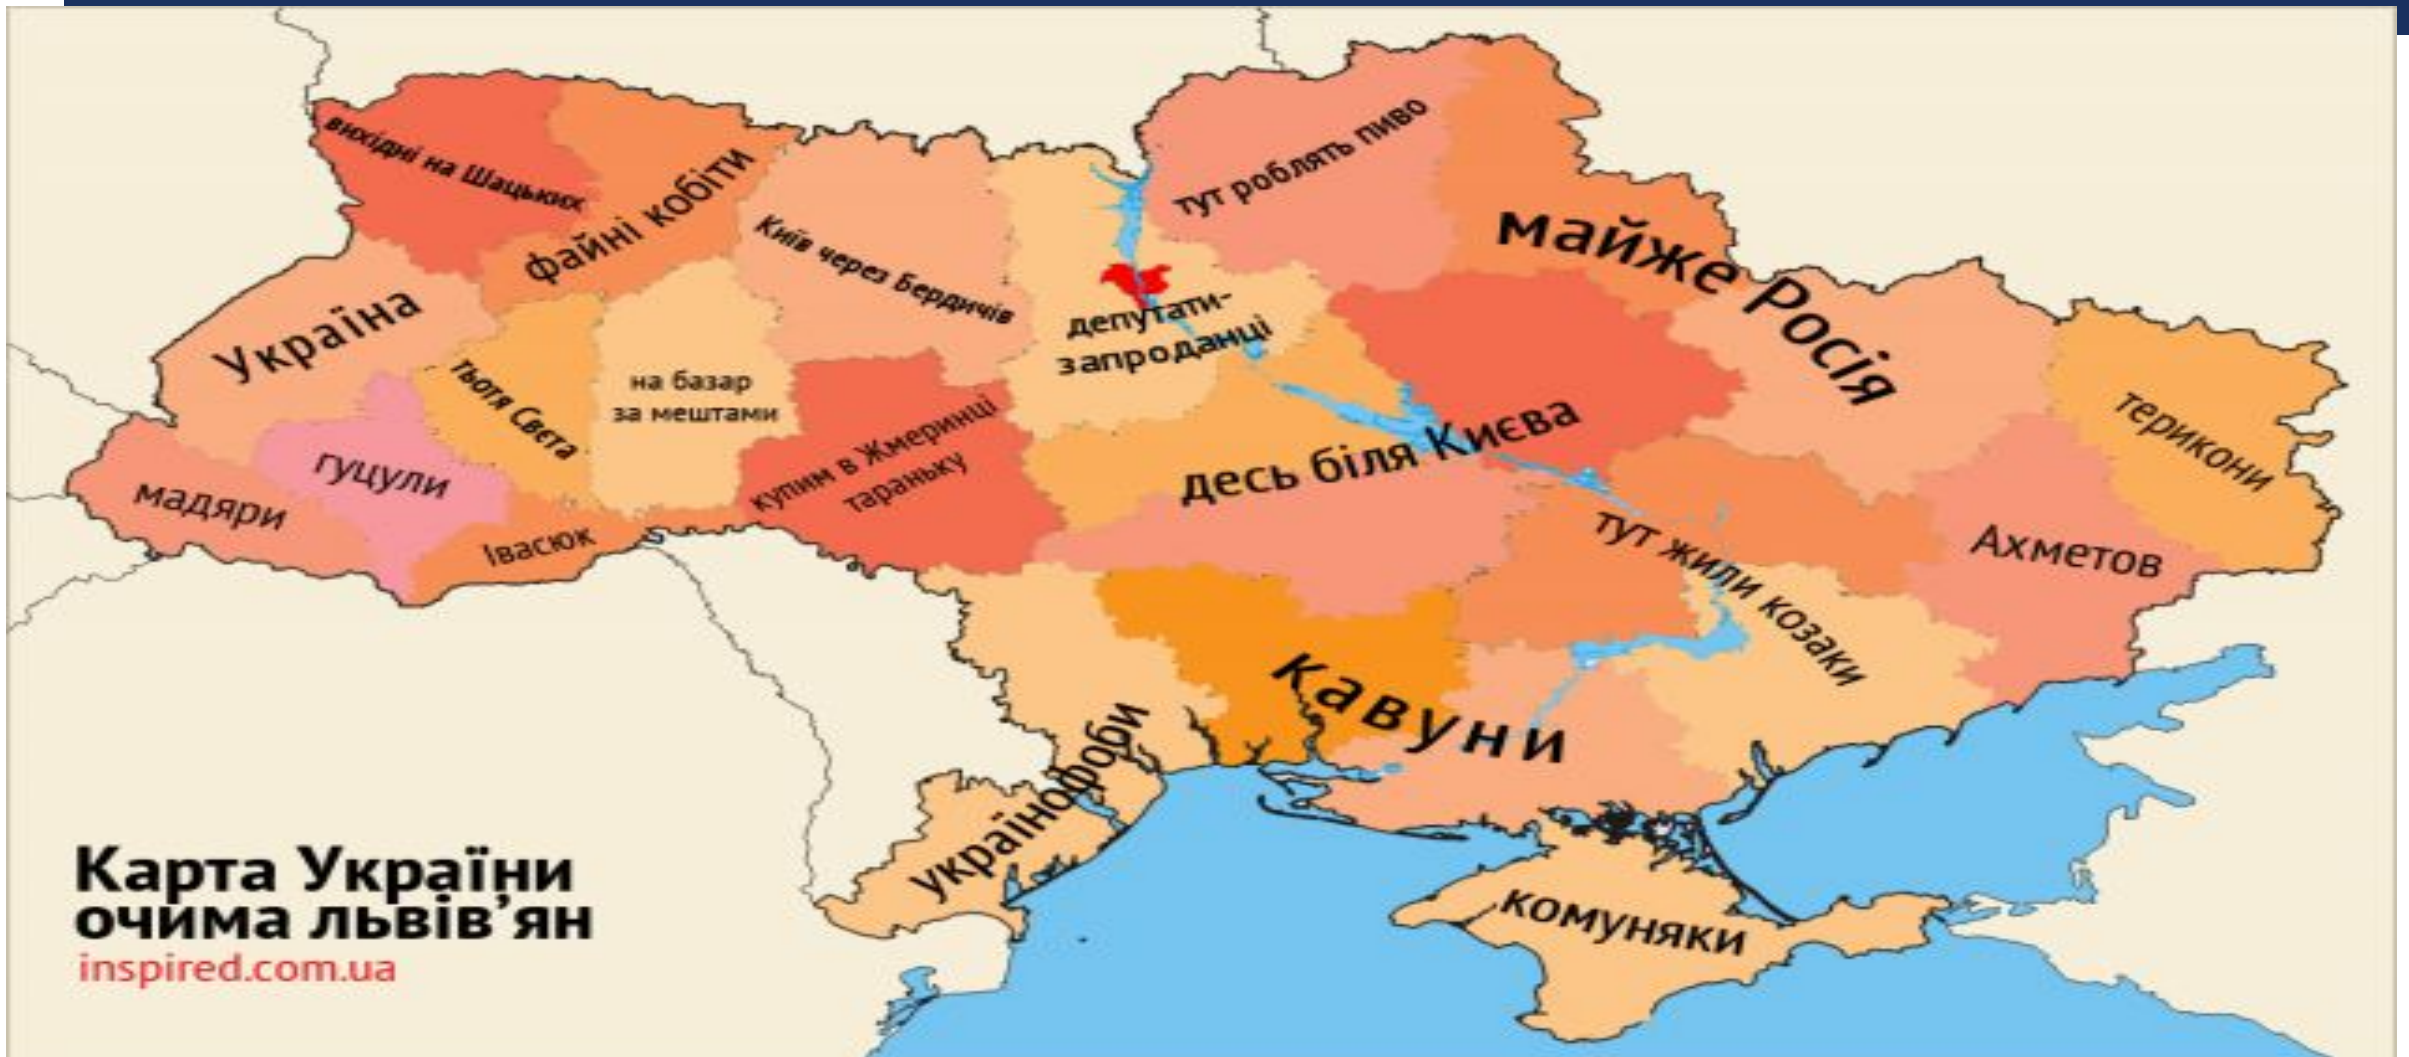 вихідні на Шацьких
файні кобіти
Київ через Бердичів
тут роблять пиво
майже Росія
депутати-
запроданці
Україна
тьотя Свєта
на базар
за мештами
купим в Жмеринці
тараньку
десь біля Києва
терикони
гуцули
мадяри
Івасюк
тут жили козаки
Ахметов
кавуни
українофоби
комуняки
Карта України
очима львів’ян
inspired.com.ua